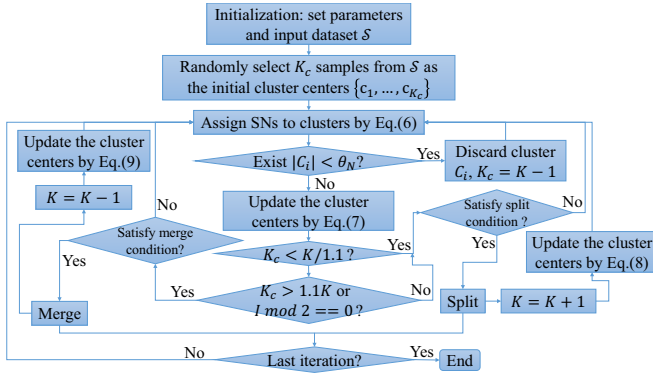 Initialization: set parameters
and input dataset 𝒮
Randomly select K_c samples from 𝒮 as
the initial cluster centers {c_1, …, c_{K_c}}
Assign SNs to clusters by Eq.(6)
Update the cluster
centers by Eq.(9)
Exist |C_i| < θ_N?
Yes
Discard cluster
C_i, K_c = K − 1
No
K = K − 1
Update the cluster
centers by Eq.(7)
No
Satisfy split
condition ?
No
Satisfy merge
condition?
K_c < K/1.1 ?
Yes
Yes
Update the cluster
centers by Eq.(8)
Yes
Yes
K_c > 1.1K or
I mod 2 == 0 ?
No
Merge
Split
K = K + 1
No
Last iteration?
Yes
End